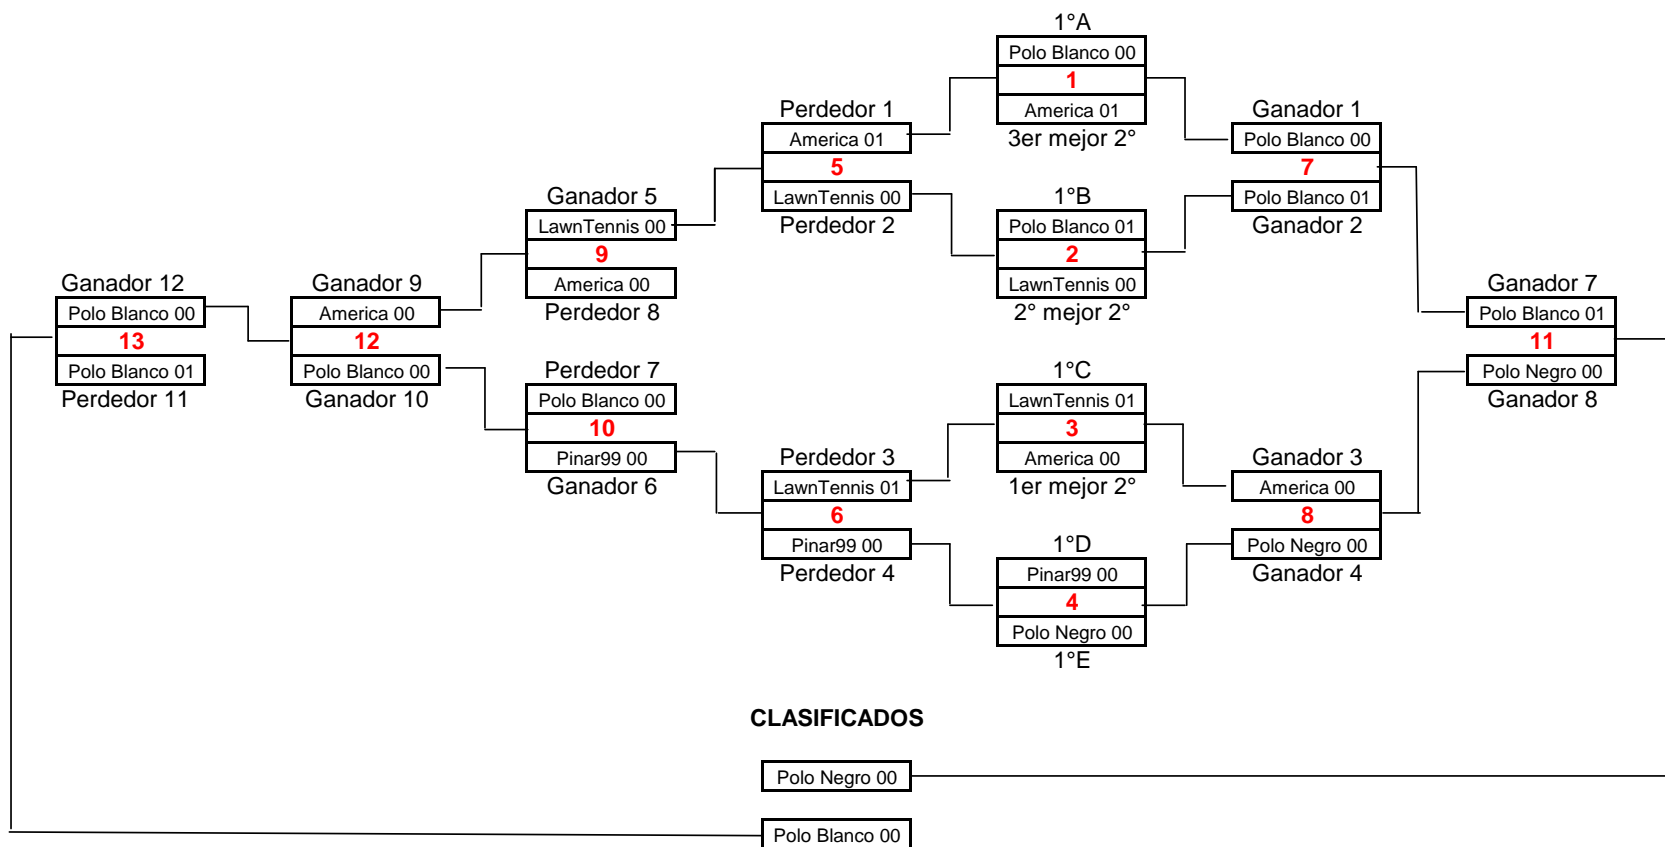 1°A
Polo Blanco 00
1
America 01
3er mejor 2°
Perdedor 1
America 01
5
LawnTennis 00
Perdedor 2
Ganador 1
Polo Blanco 00
7
Polo Blanco 01
Ganador 2
Ganador 5
LawnTennis 00
9
America 00
Perdedor 8
1°B
Polo Blanco 01
2
LawnTennis 00
2° mejor 2°
Ganador 12
Polo Blanco 00
13
Polo Blanco 01
Perdedor 11
Ganador 9
America 00
12
Polo Blanco 00
Ganador 10
Ganador 7
Polo Blanco 01
11
Polo Negro 00
Ganador 8
Perdedor 7
Polo Blanco 00
10
Pinar99 00
Ganador 6
1°C
LawnTennis 01
3
America 00
1er mejor 2°
Perdedor 3
LawnTennis 01
6
Pinar99 00
Perdedor 4
Ganador 3
America 00
8
Polo Negro 00
Ganador 4
1°D
Pinar99 00
4
Polo Negro 00
1°E
CLASIFICADOS
Polo Negro 00
Polo Blanco 00